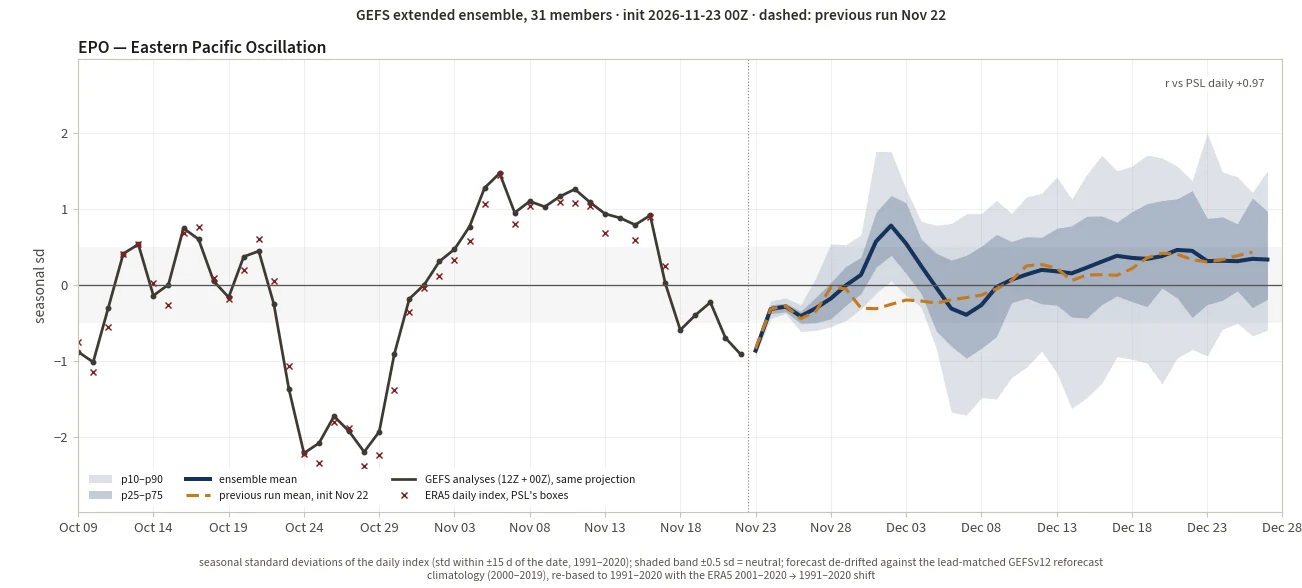 GEFS extended ensemble, 31 members · init 2026-11-23 00Z · dashed: previous run Nov 22
EPO — Eastern Pacific Oscillation
r vs PSL daily +0.97
seasonal sd
2
1
0
−1
−2
p10–p90
ensemble mean
GEFS analyses (12Z + 00Z), same projection
p25–p75
previous run mean, init Nov 22
ERA5 daily index, PSL's boxes
Oct 09 Oct 14 Oct 19 Oct 24 Oct 29 Nov 03 Nov 08 Nov 13 Nov 18 Nov 23 Nov 28 Dec 03 Dec 08 Dec 13 Dec 18 Dec 23 Dec 28
seasonal standard deviations of the daily index (std within ±15 d of the date, 1991–2020); shaded band ±0.5 sd = neutral; forecast de-drifted against the lead-matched GEFSv12 reforecast
climatology (2000–2019), re-based to 1991–2020 with the ERA5 2001–2020 → 1991–2020 shift